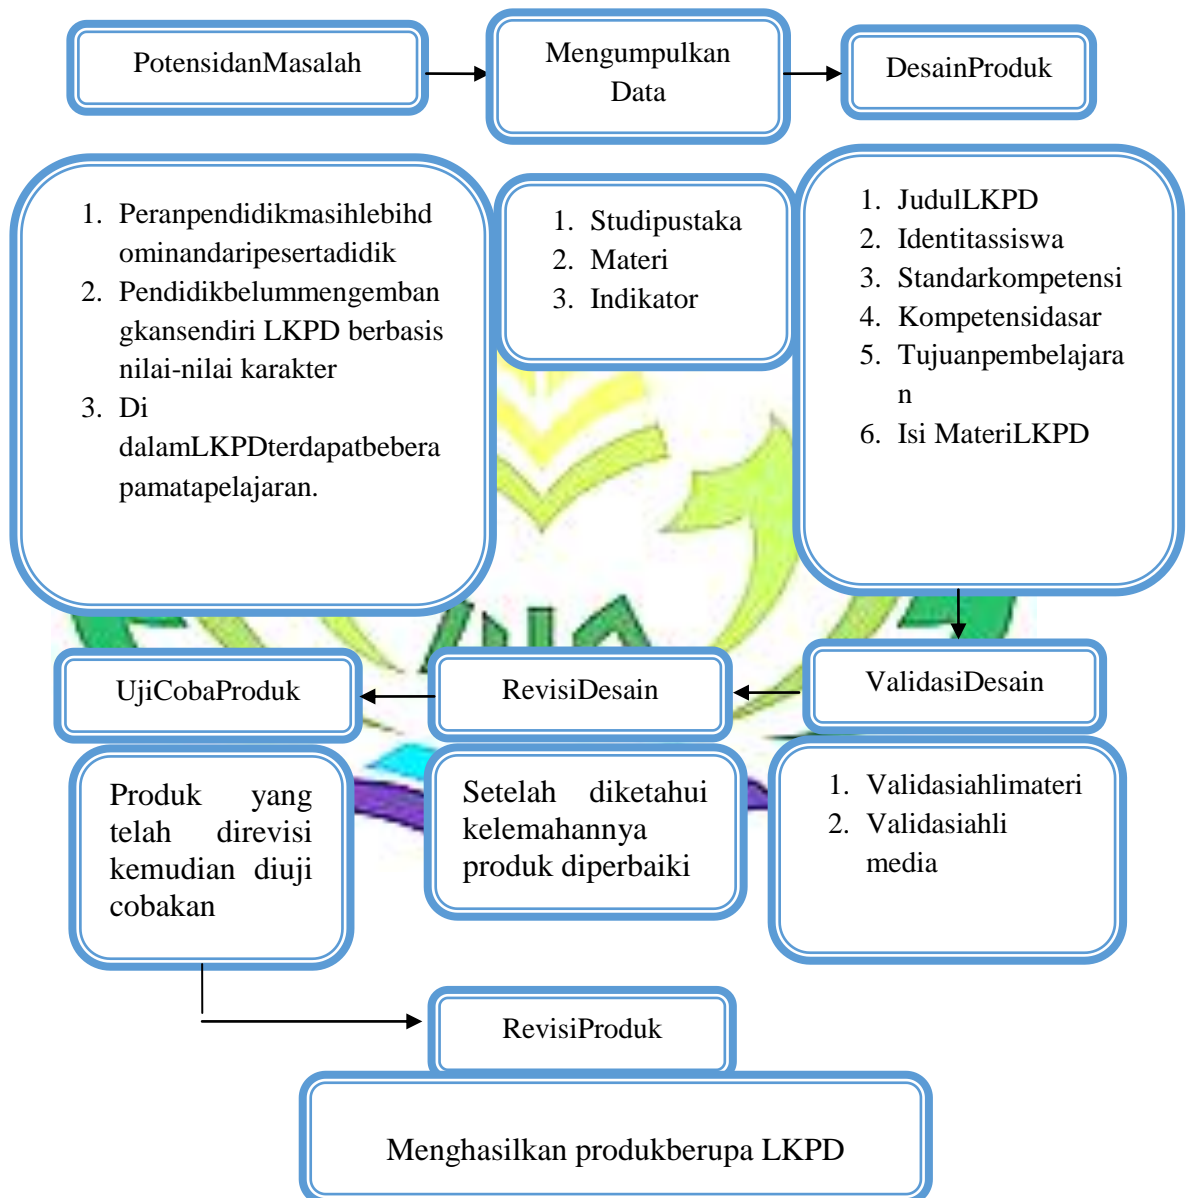 PotensidanMasalah
Mengumpulkan
Data
DesainProduk
1. Peranpendidikmasihlebihd
ominandaripesertadidik
2. Pendidikbelummengemban
gkansendiri LKPD berbasis
nilai-nilai karakter
3. Di
dalamLKPDterdapatbebera
pamatapelajaran.
1. Studipustaka
2. Materi
3. Indikator
1. JudulLKPD
2. Identitassiswa
3. Standarkompetensi
4. Kompetensidasar
5. Tujuanpembelajara
n
6. Isi MateriLKPD
UjiCobaProduk
RevisiDesain
ValidasiDesain
Produk yang
telah direvisi
kemudian diuji
cobakan
Setelah diketahui
kelemahannya
produk diperbaiki
1. Validasiahlimateri
2. Validasiahli
media
RevisiProduk
Menghasilkan produkberupa LKPD